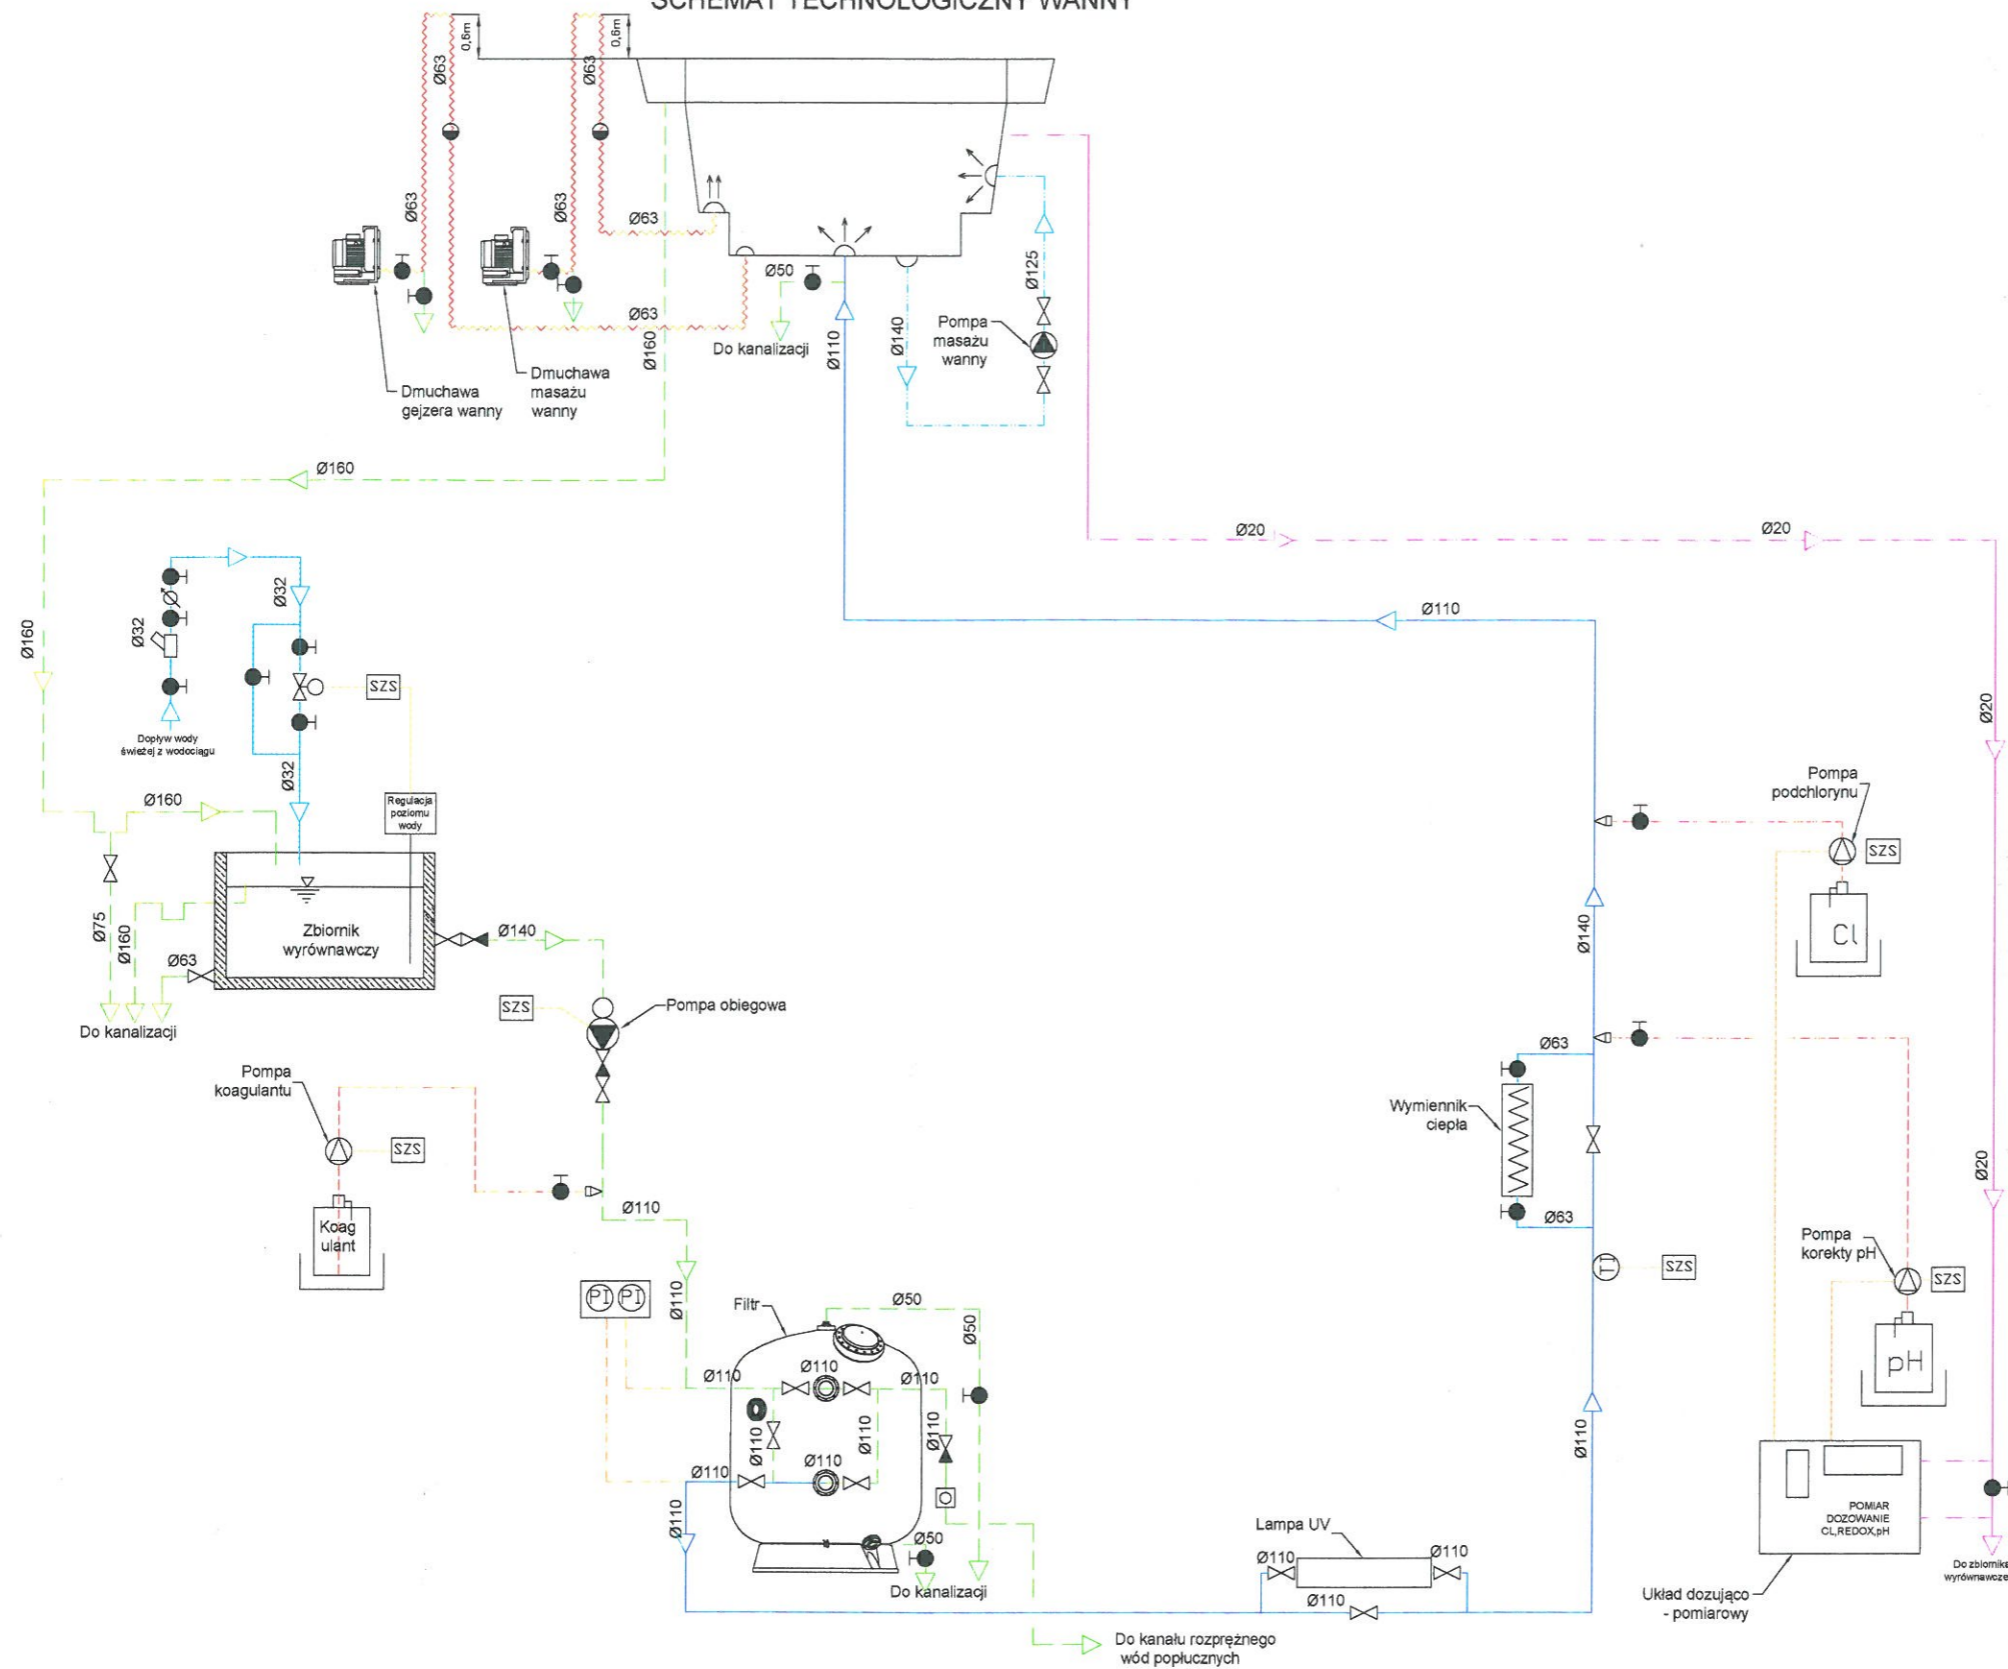 SCHEMAT TECHNOLOGICZNY WANNY
0,6m
0,6m
Ø63
Ø63
Ø63
Ø63
Ø63
Ø63
Ø160
Ø50
Do kanalizacji
Ø110
Ø140
Ø125
Pompa
masażu
wanny
Dmuchawa
gejzera wanny
Dmuchawa
masażu
wanny
Ø160
Ø20
Ø20
Ø20
Ø20
Ø110
Ø160
Ø32
Ø32
Ø32
SZS
Dopływ wody
świeżej z wodociągu
Ø160
Regulacja
poziomu
wody
Zbiornik
wyrównawczy
Ø75
Ø160
Ø63
Do kanalizacji
Ø140
SZS
Pompa obiegowa
Pompa
koagulantu
SZS
Koag
ulant
Ø110
Ø110
PI
PI
Filtr
Ø50
Ø50
Ø110
Ø110
Ø110
Ø110
Ø110
Ø110
Ø110
Ø110
Ø110
Ø50
Do kanalizacji
Do kanału rozprężnego
wód popłucznych
Lampa UV
Ø110
Ø110
Ø110
Ø110
TI
SZS
Wymiennik
ciepła
Ø63
Ø63
Ø140
Pompa
podchlorynu
SZS
Cl
Pompa
korekty pH
SZS
pH
POMIAR
DOZOWANIE
CL,REDOX,pH
Układ dozująco
- pomiarowy
Do zbiornika